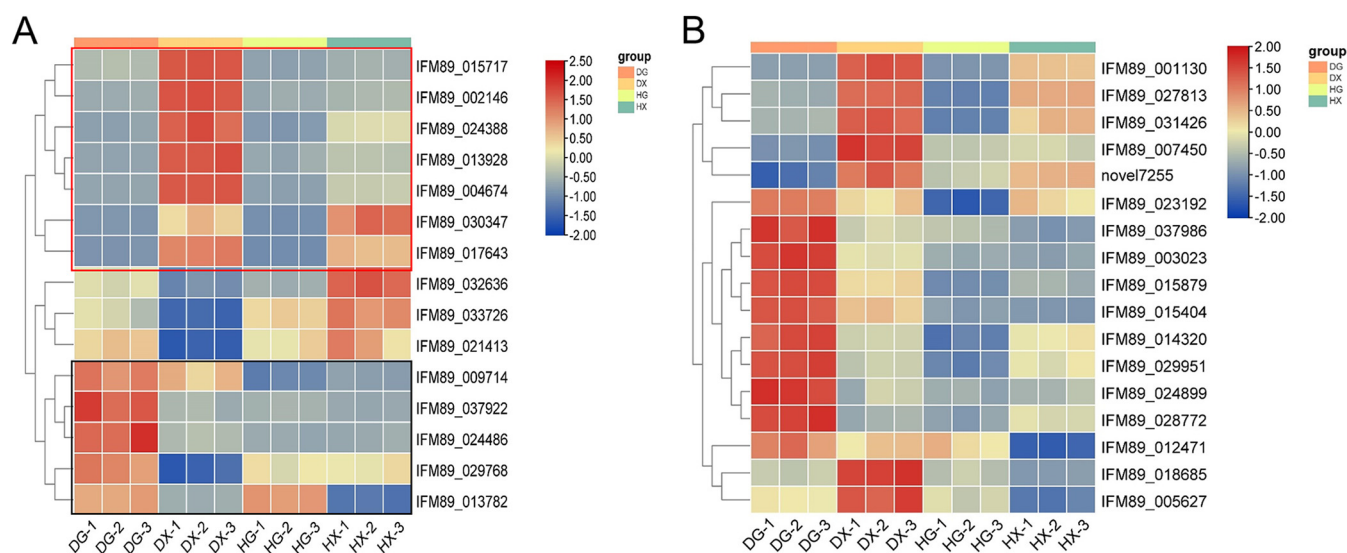 A
IFM89_015717
IFM89_002146
IFM89_024388
IFM89_013928
IFM89_004674
IFM89_030347
IFM89_017643
IFM89_032636
IFM89_033726
IFM89_021413
IFM89_009714
IFM89_037922
IFM89_024486
IFM89_029768
IFM89_013782
DG-1 DG-2 DG-3 DX-1 DX-2 DX-3 HG-1 HG-2 HG-3 HX-1 HX-2 HX-3
2.50
2.00
1.50
1.00
0.50
0.00
-0.50
-1.00
-1.50
-2.00
group
DG
DX
HG
HX
B
IFM89_001130
IFM89_027813
IFM89_031426
IFM89_007450
novel7255
IFM89_023192
IFM89_037986
IFM89_003023
IFM89_015879
IFM89_015404
IFM89_014320
IFM89_029951
IFM89_024899
IFM89_028772
IFM89_012471
IFM89_018685
IFM89_005627
DG-1 DG-2 DG-3 DX-1 DX-2 DX-3 HG-1 HG-2 HG-3 HX-1 HX-2 HX-3
2.00
1.50
1.00
0.50
0.00
-0.50
-1.00
-1.50
-2.00
group
DG
DX
HG
HX